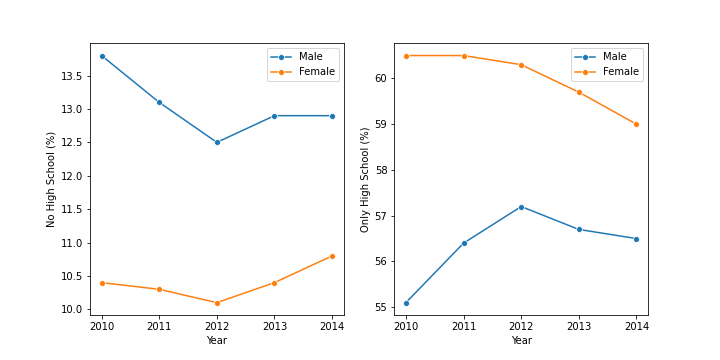 No High School (%)
13.5
13.0
12.5
12.0
11.5
11.0
10.5
10.0
Male
Female
2010 2011 2012 2013 2014
Year
Only High School (%)
60
59
58
57
56
55
Male
Female
2010 2011 2012 2013 2014
Year